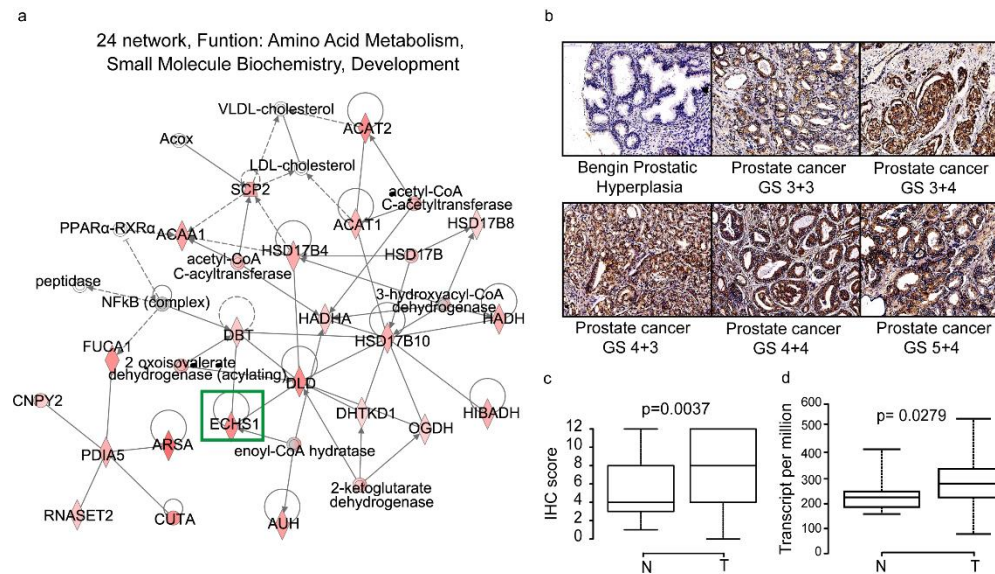 a
24 network, Funtion: Amino Acid Metabolism,
Small Molecule Biochemistry, Development
VLDL-cholesterol
ACAT2
Acox
LDL-cholesterol
SCP2
acetyl-CoA
C-acetyltransferase
ACAT1
HSD17B8
PPARα-RXRα
ACAA1
HSD17B4
HSD17B
acetyl-CoA
C-acyltransferase
peptidase
3-hydroxyacyl-CoA
dehydrogenase
NFkB (complex)
HADHA
HADH
DBT
HSD17B10
FUCA1
2 oxoisovalerate
dehydrogenase (acylating)
DLD
CNPY2
DHTKD1
HIBADH
ECHS1
OGDH
ARSA
PDIA5
enoyl-CoA hydratase
2-ketoglutarate
dehydrogenase
RNASET2
CUTA
AUH
b
Bengin Prostatic
Hyperplasia
Prostate cancer
GS 3+3
Prostate cancer
GS 3+4
Prostate cancer
GS 4+3
Prostate cancer
GS 4+4
Prostate cancer
GS 5+4
c
p=0.0037
IHC score
12
10
8
6
4
2
0
N
T
d
p= 0.0279
Transcript per million
600
500
400
300
200
100
0
N
T